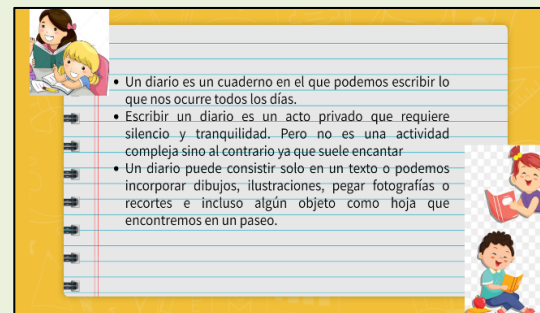 • Un diario es un cuaderno en el que podemos escribir lo
que nos ocurre todos los días.
• Escribir un diario es un acto privado que requiere
silencio y tranquilidad. Pero no es una actividad
compleja sino al contrario ya que suele encantar
• Un diario puede consistir solo en un texto o podemos
incorporar dibujos, ilustraciones, pegar fotografías o
recortes e incluso algún objeto como hoja que
encontremos en un paseo.